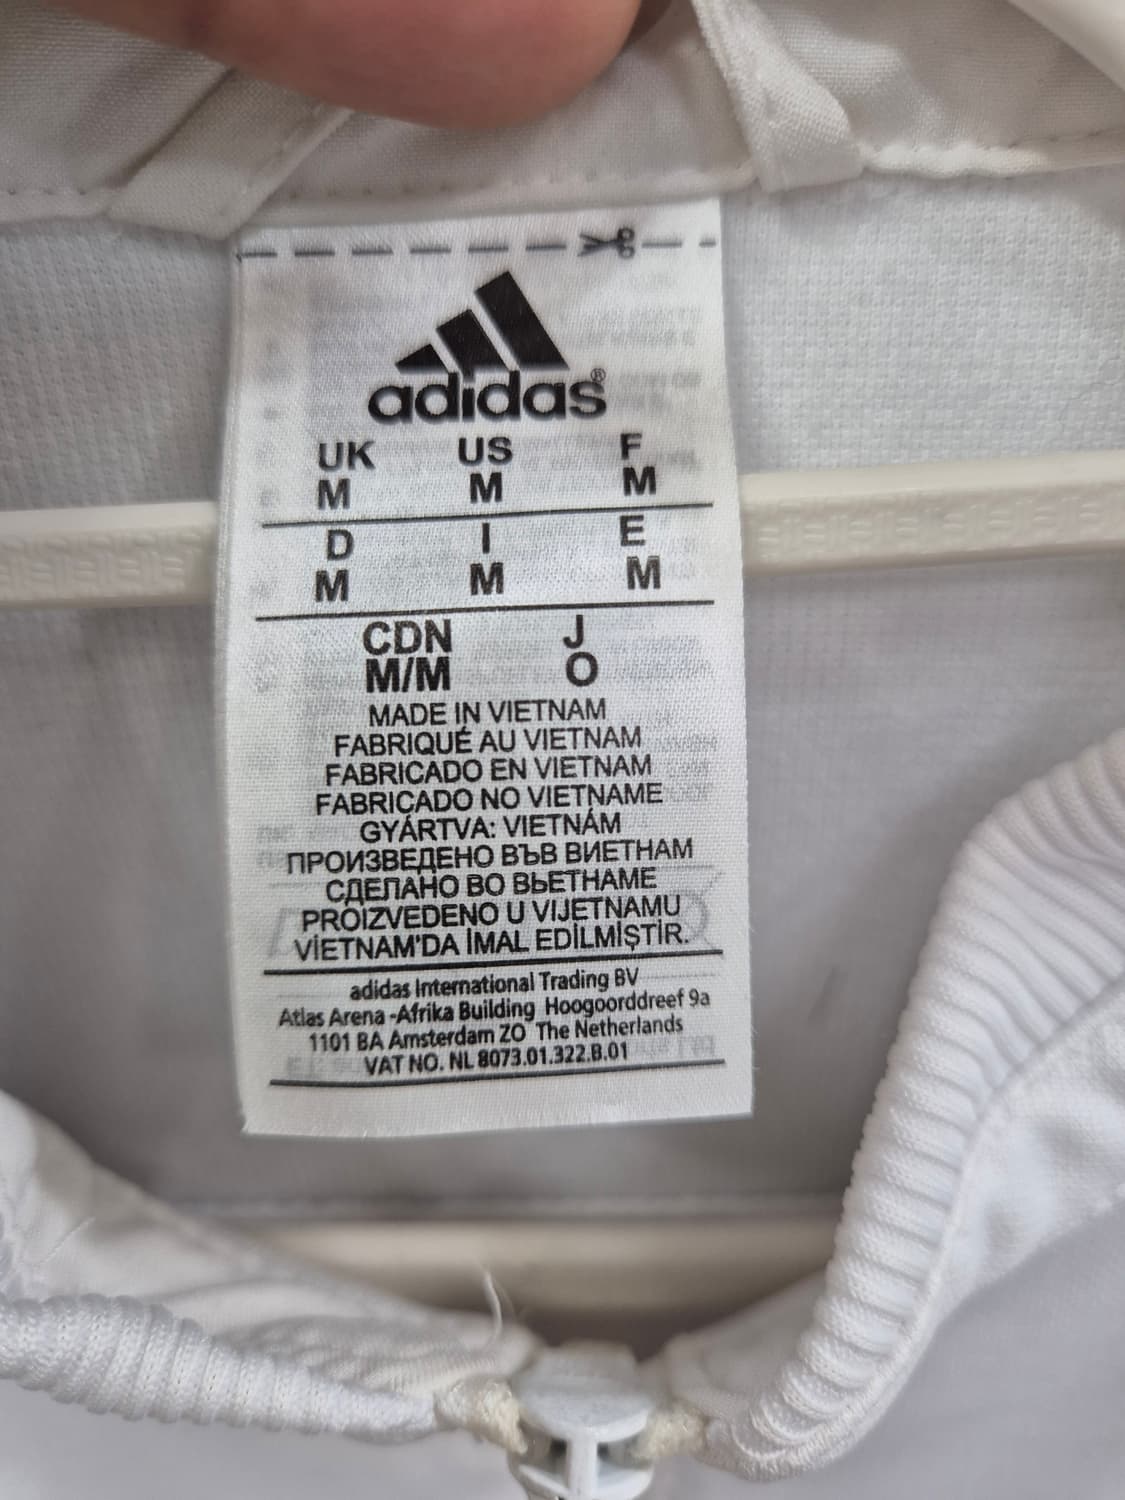 adidas®
UK US F
M M M
D I E
M M M
CDN J
M/M O
MADE IN VIETNAM
FABRIQUÉ AU VIETNAM
FABRICADO EN VIETNAM
FABRICADO NO VIETNAME
GYÁRTVA: VIETNÁM
ПРОИЗВЕДЕНО ВЪВ ВИЕТНАМ
СДЕЛАНО ВО ВЬЕТНАМЕ
PROIZVEDENO U VIJETNAMU
VİETNAM'DA İMAL EDİLMİŞTİR.
adidas International Trading BV
Atlas Arena -Afrika Building Hoogoorddreef 9a
1101 BA Amsterdam ZO The Netherlands
VAT NO. NL 8073.01.322.B.01